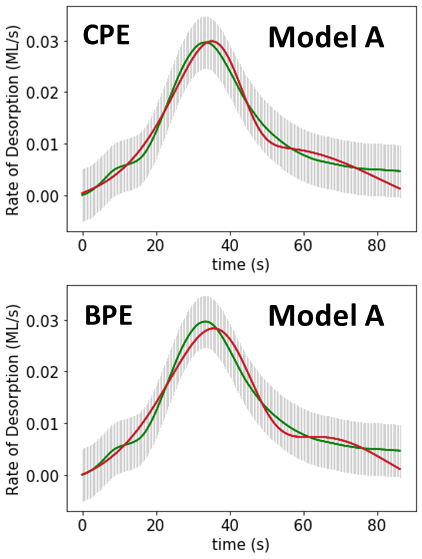 CPE Model A
Rate of Desorption (ML/s)
0.03
0.02
0.01
0.00
0 20 40 60 80
time (s)
BPE Model A
Rate of Desorption (ML/s)
0.03
0.02
0.01
0.00
0 20 40 60 80
time (s)